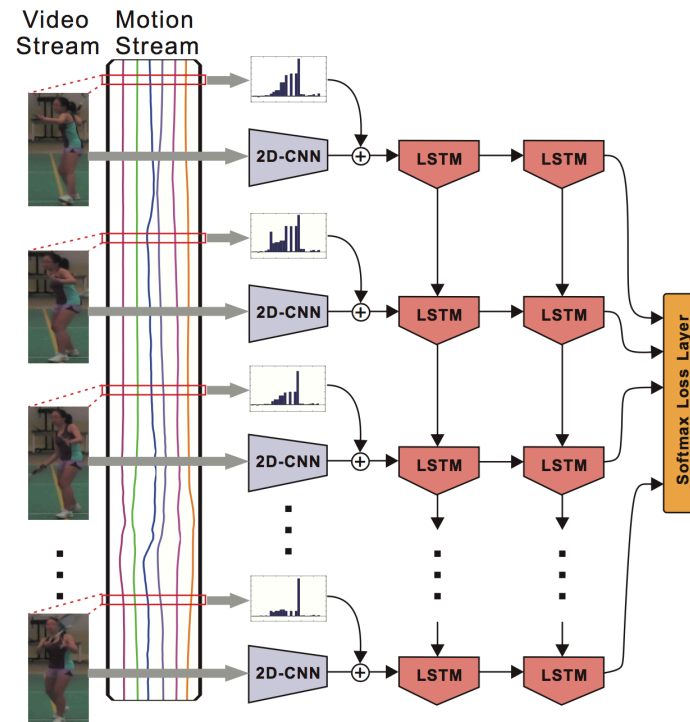 Video
Stream
Motion
Stream
2D-CNN
LSTM
LSTM
2D-CNN
LSTM
LSTM
2D-CNN
LSTM
LSTM
2D-CNN
LSTM
LSTM
Softmax Loss Layer